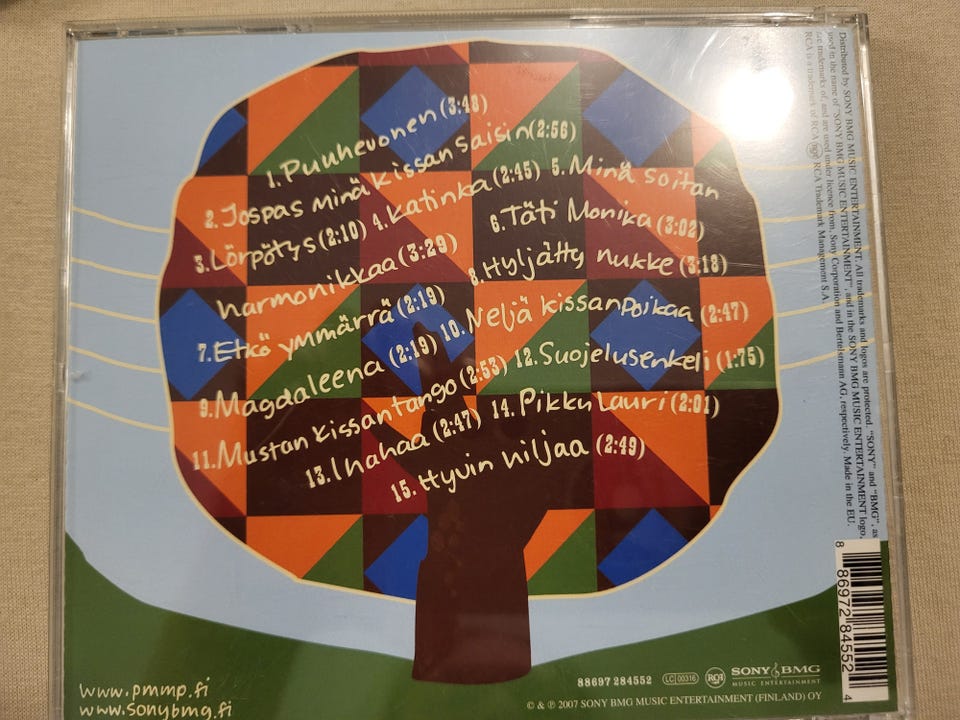 1. Puuhevonen (3:48)
2. Jospas minä kissan saisin (2:56)
3. Lörpötys (2:10) 4. Katinka (2:45) 5. Minä soitan
harmonikkaa (3:29) 6. Täti Monika (3:02)
7. Etkö ymmärrä (2:19) 8. Hyljätty nukke (3:18)
9. Magdaleena (2:19) 10. Neljä kissanpoikaa (2:47)
11. Mustan kissan tango (2:53) 12. Suojelusenkeli (1:75)
13. Inahaa (2:47) 14. Pikku Lauri (2:01)
15. Hyvin hiljaa (2:49)
www.pmmp.fi
www.sonybmg.fi
88697 284552 LC 00316 RCA SONY BMG
MUSIC ENTERTAINMENT
© & ℗ 2007 SONY BMG MUSIC ENTERTAINMENT (FINLAND) OY
Distributed by SONY BMG MUSIC ENTERTAINMENT. All trademarks and logos are protected. "SONY" and "BMG", as
used in the name of "SONY BMG MUSIC ENTERTAINMENT", and in the SONY BMG MUSIC ENTERTAINMENT logo,
are trademarks of, and are used under licence from, Sony Corporation and Bertelsmann AG, respectively. Made in the EU.
RCA is a trademark of RCA Trademark Management S.A.
8 86972 84552 4